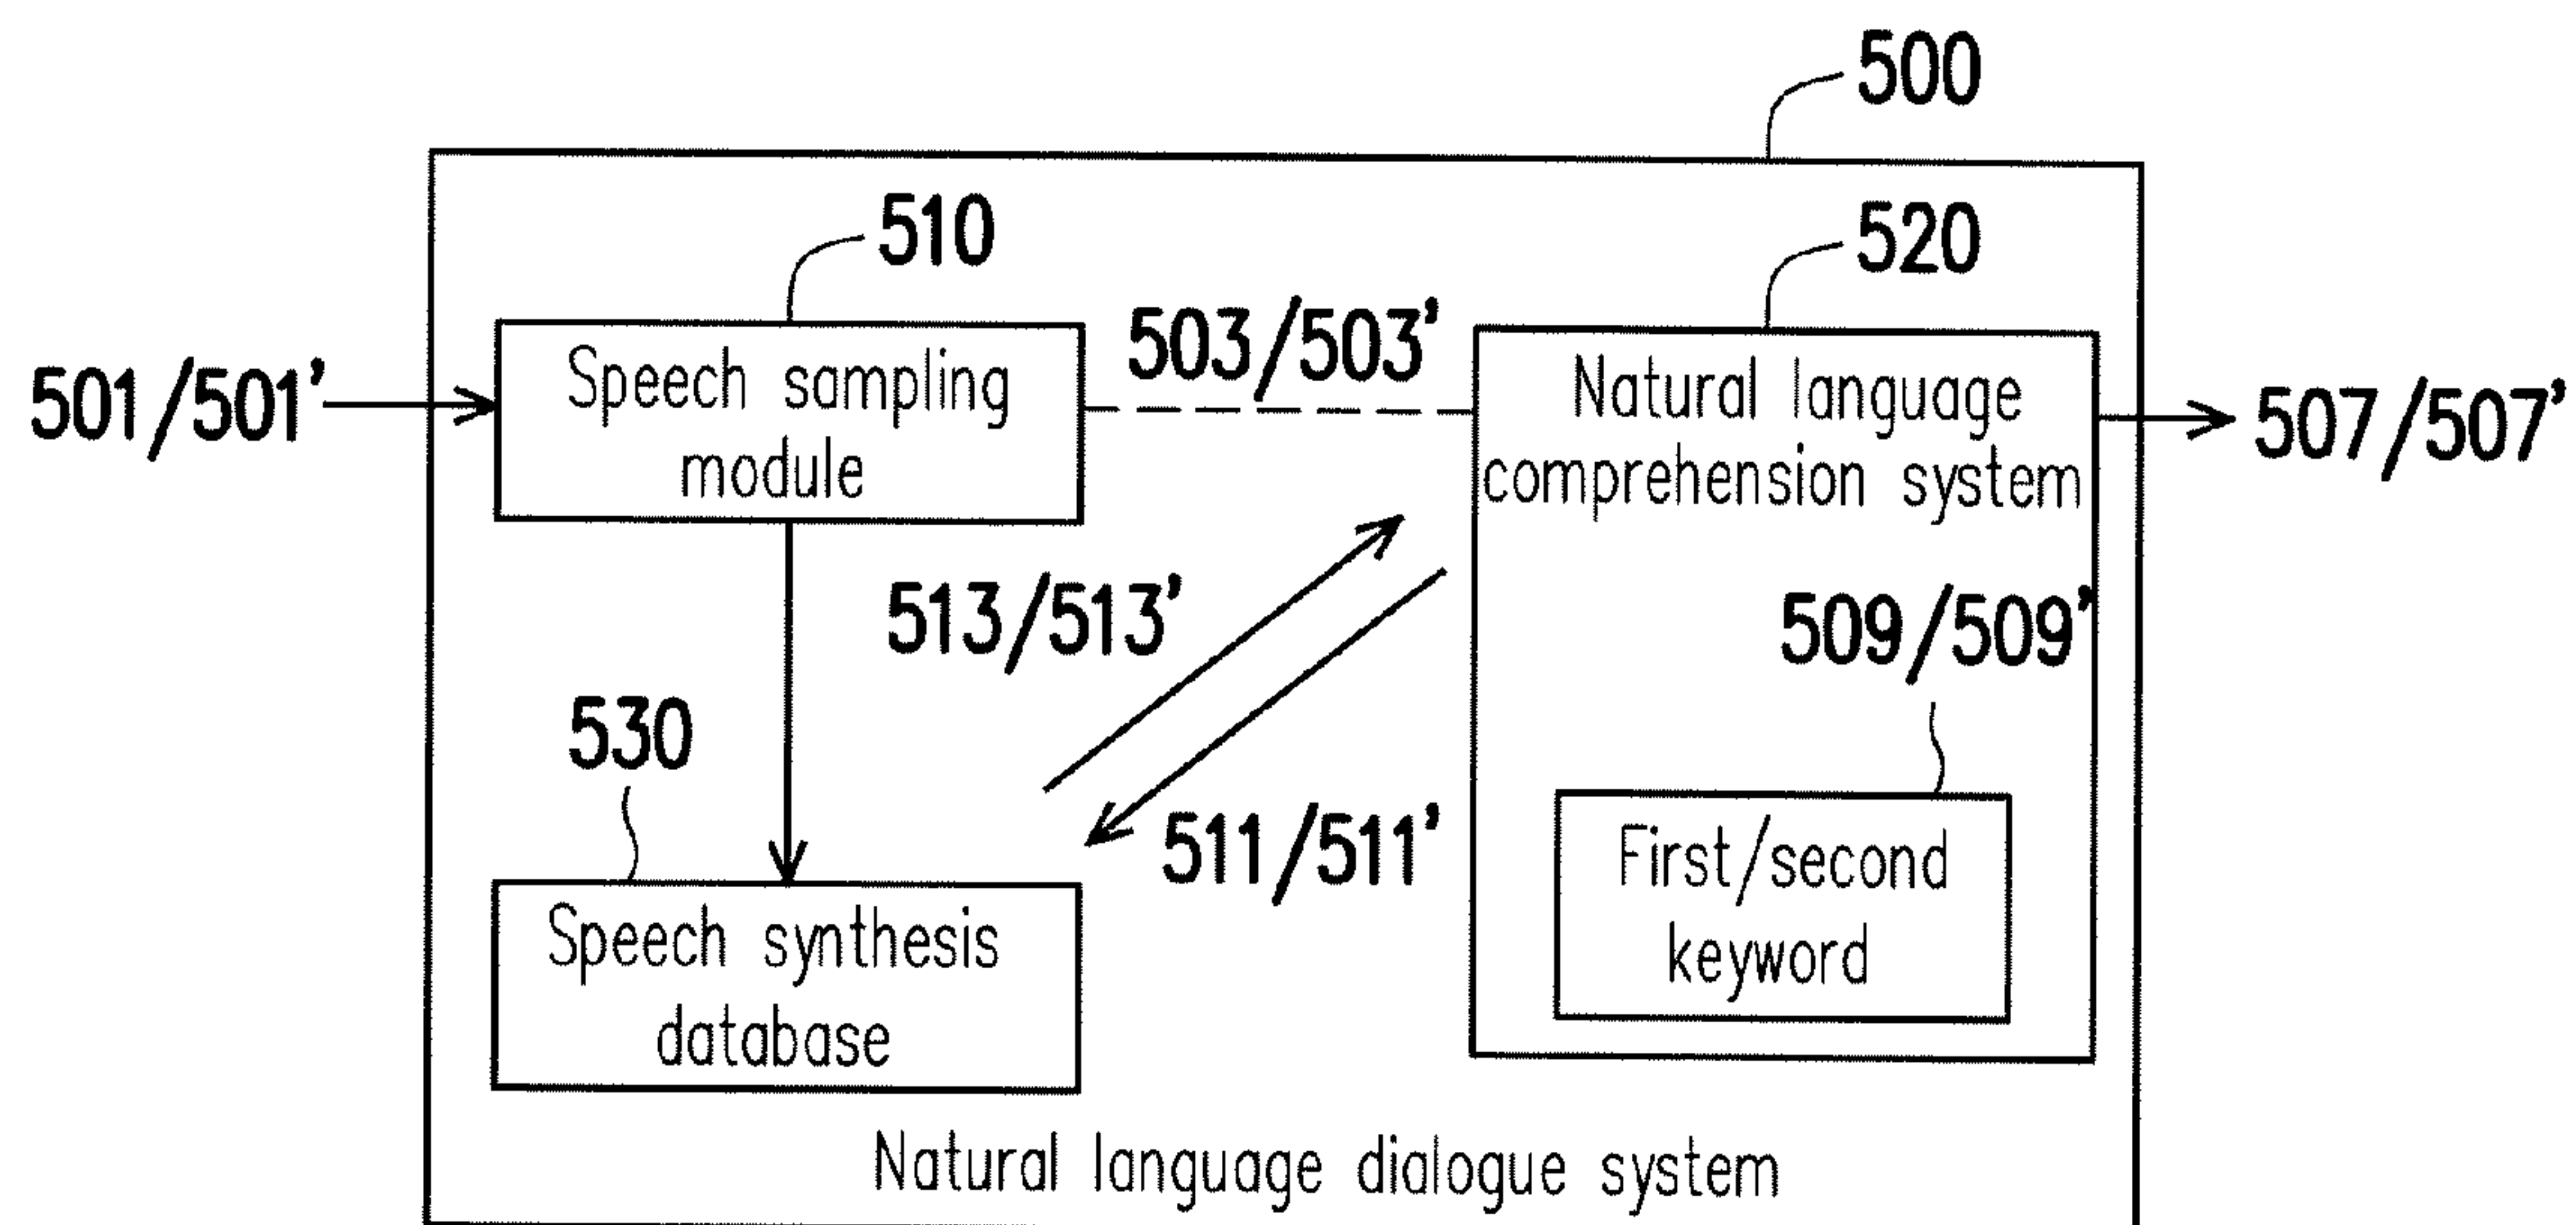 500
510
520
503/503'
501/501'
Speech sampling
module
Natural language
comprehension system
507/507'
513/513'
509/509'
530
511/511'
First/second
keyword
Speech synthesis
database
Natural language dialogue system